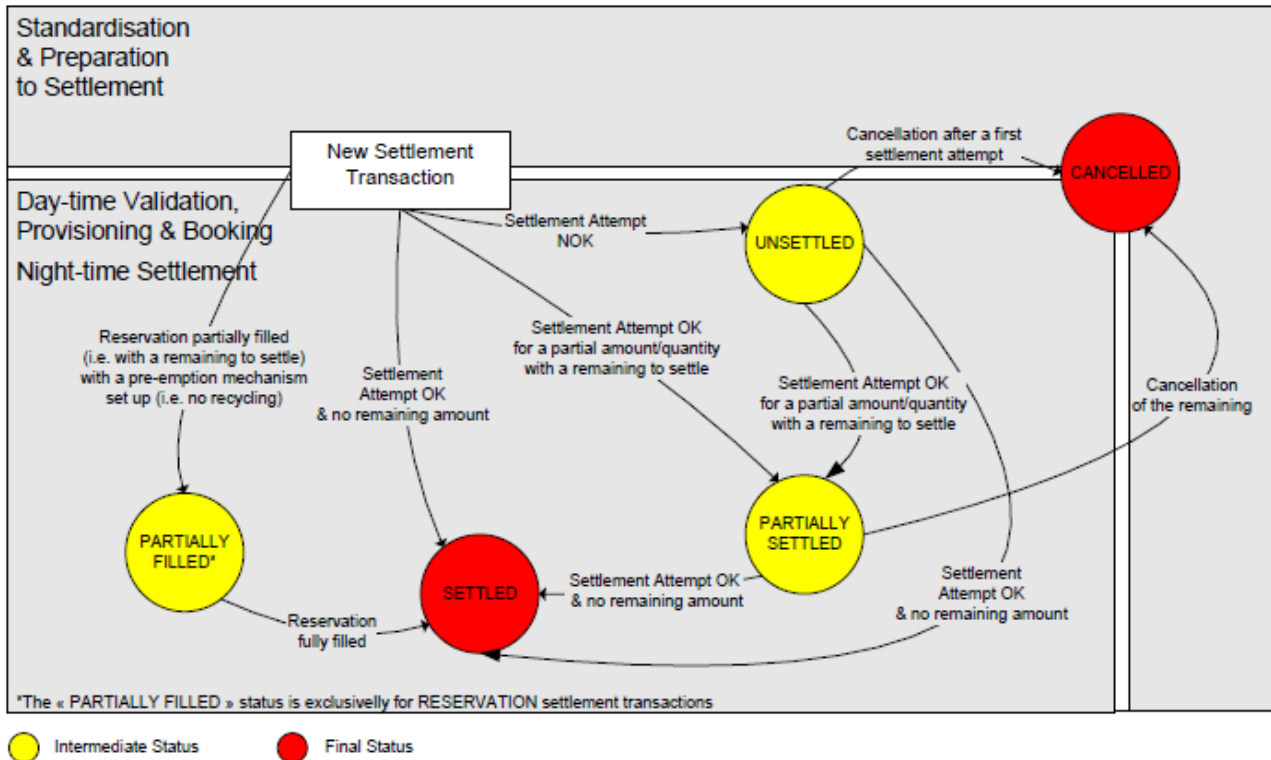 Standardisation
& Preparation
to Settlement
Cancellation after a first
settlement attempt
CANCELLED
New Settlement
Transaction
Day-time Validation,
Provisioning & Booking
Night-time Settlement
Settlement Attempt
NOK
UNSETTLED
Reservation partially filled
(i.e. with a remaining to settle)
with a pre-emption mechanism
set up (i.e. no recycling)
Settlement
Attempt OK
& no remaining amount
Settlement Attempt OK
for a partial amount/quantity
with a remaining to settle
Settlement Attempt OK
for a partial amount/quantity
with a remaining to settle
Cancellation
of the remaining
PARTIALLY
FILLED*
SETTLED
PARTIALLY
SETTLED
Settlement Attempt OK
& no remaining amount
Settlement
Attempt OK
& no remaining amount
Reservation
fully filled
*The « PARTIALLY FILLED » status is exclusivelly for RESERVATION settlement transactions
Intermediate Status
Final Status